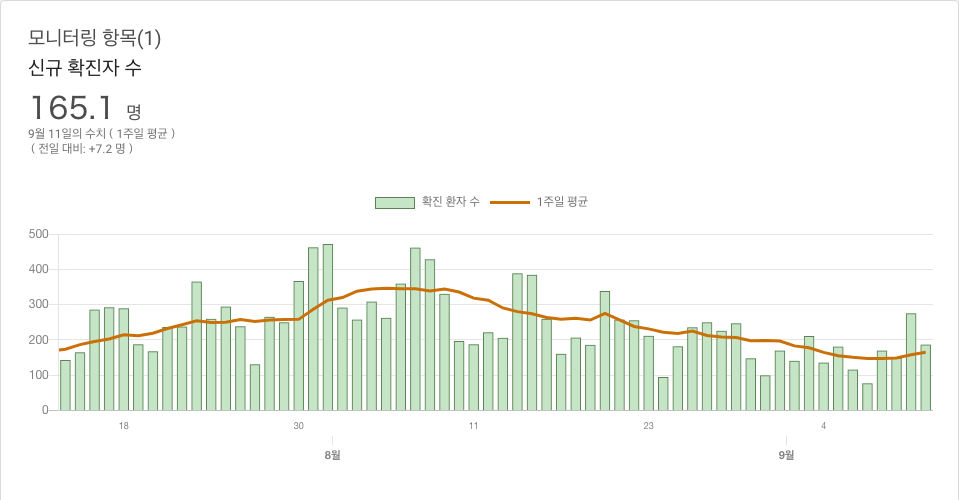 모니터링 항목(1)
신규 확진자 수
165.1 명
9월 11일의 수치 ( 1주일 평균 )
( 전일 대비: +7.2 명 )
확진 환자 수 1주일 평균
500
400
300
200
100
0
18 30 11 23 4
8월 9월